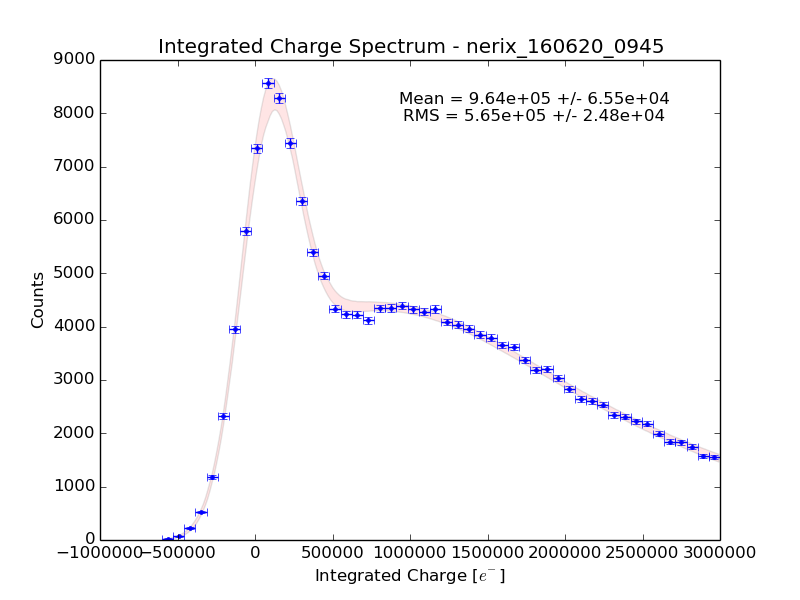 Integrated Charge Spectrum - nerix_160620_0945
9000
8000
7000
6000
5000
4000
3000
2000
1000
0
Counts
Mean = 9.64e+05 +/- 6.55e+04
RMS = 5.65e+05 +/- 2.48e+04
−1000000 −500000 0 500000 1000000 1500000 2000000 2500000 3000000
Integrated Charge [e⁻]